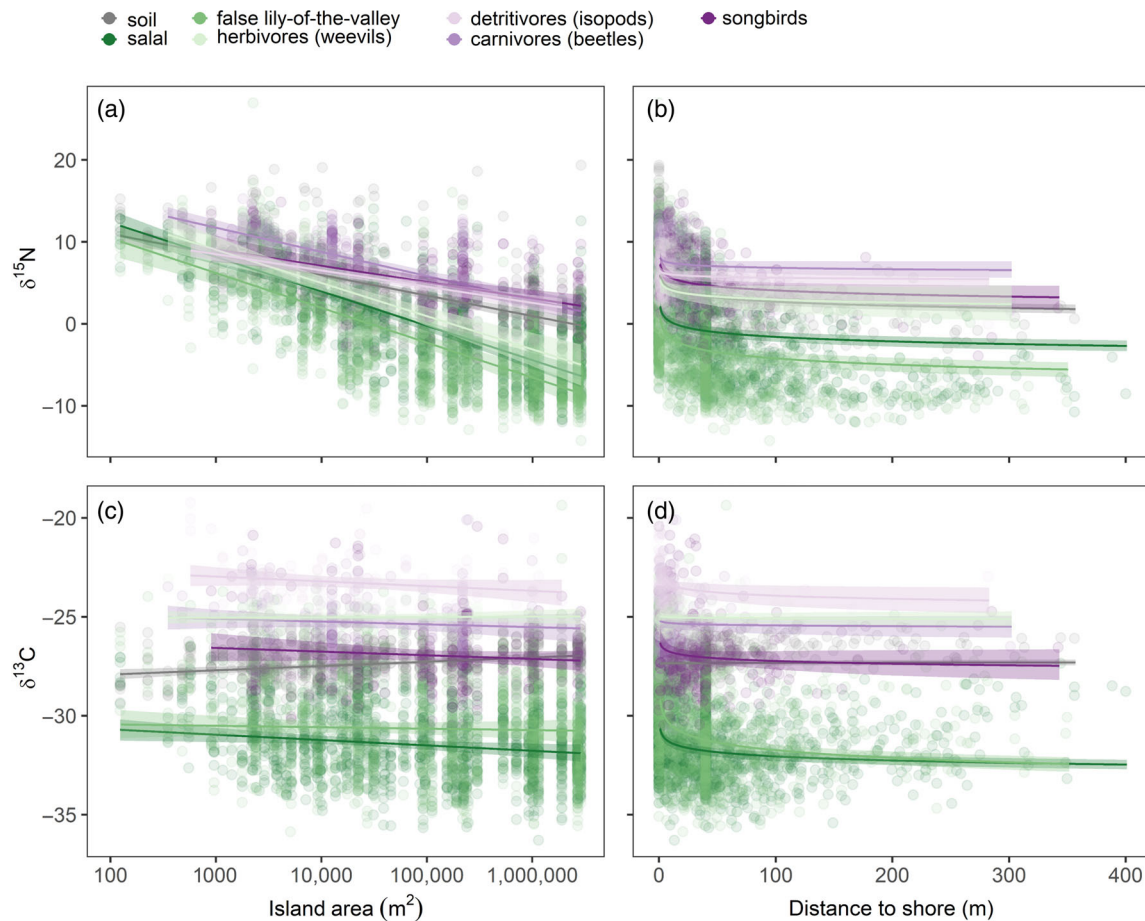 soil
false lily-of-the-valley
detritivores (isopods)
songbirds
salal
herbivores (weevils)
carnivores (beetles)
(a)
(b)
20
10
0
−10
δ15N
(c)
(d)
−20
−25
−30
−35
δ13C
100
1000
10,000
100,000
1,000,000
0
100
200
300
400
Island area (m2)
Distance to shore (m)